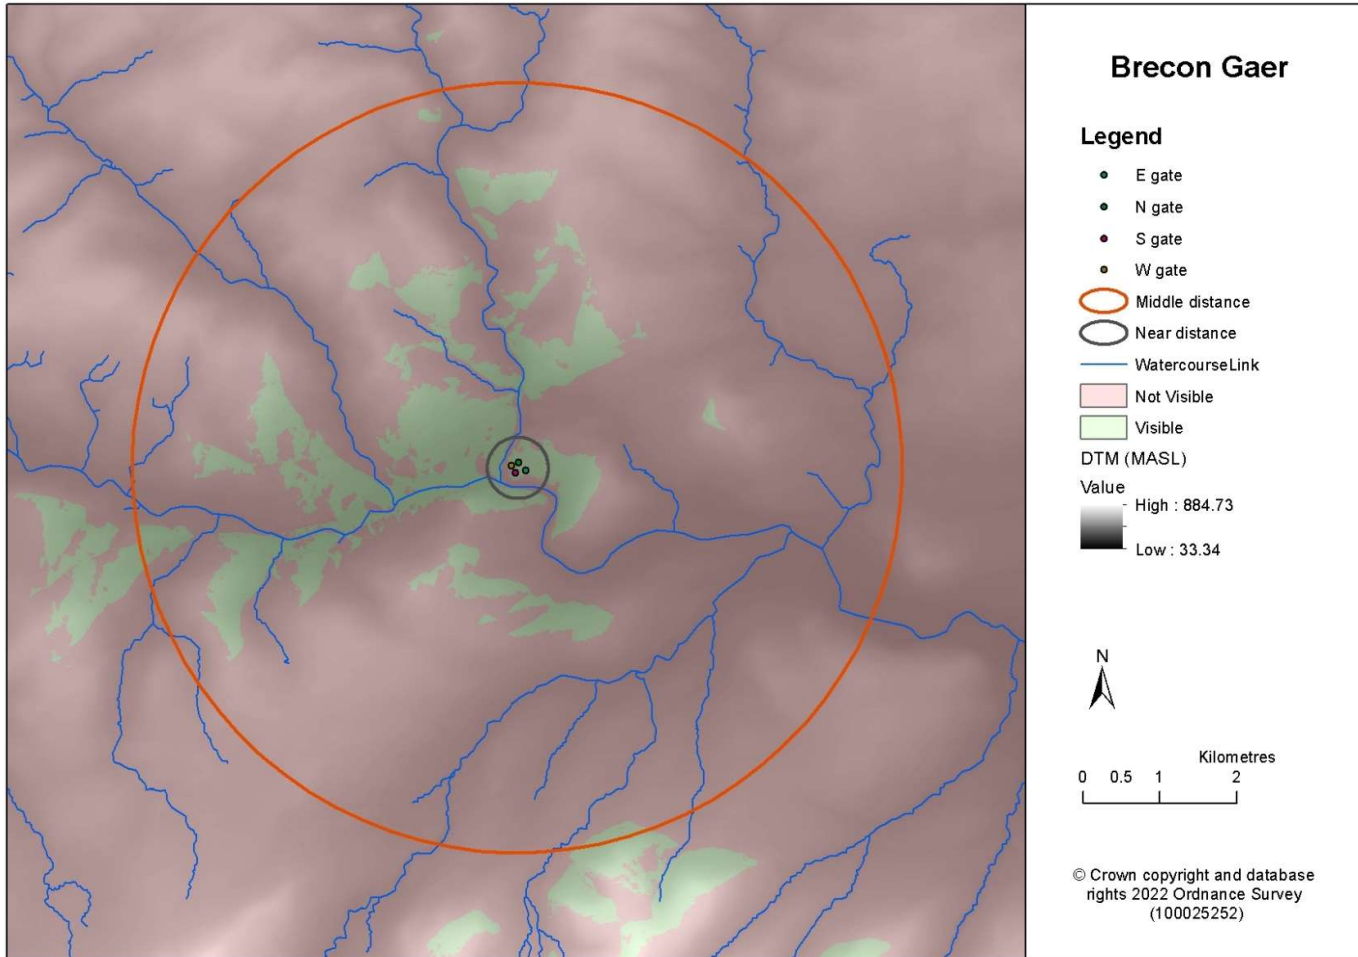 Brecon Gaer
Legend
E gate
N gate
S gate
W gate
Middle distance
Near distance
WatercourseLink
Not Visible
Visible
DTM (MASL)
Value
High : 884.73
Low : 33.34
N
Kilometres
0 0.5 1 2
© Crown copyright and database
rights 2022 Ordnance Survey
(100025252)